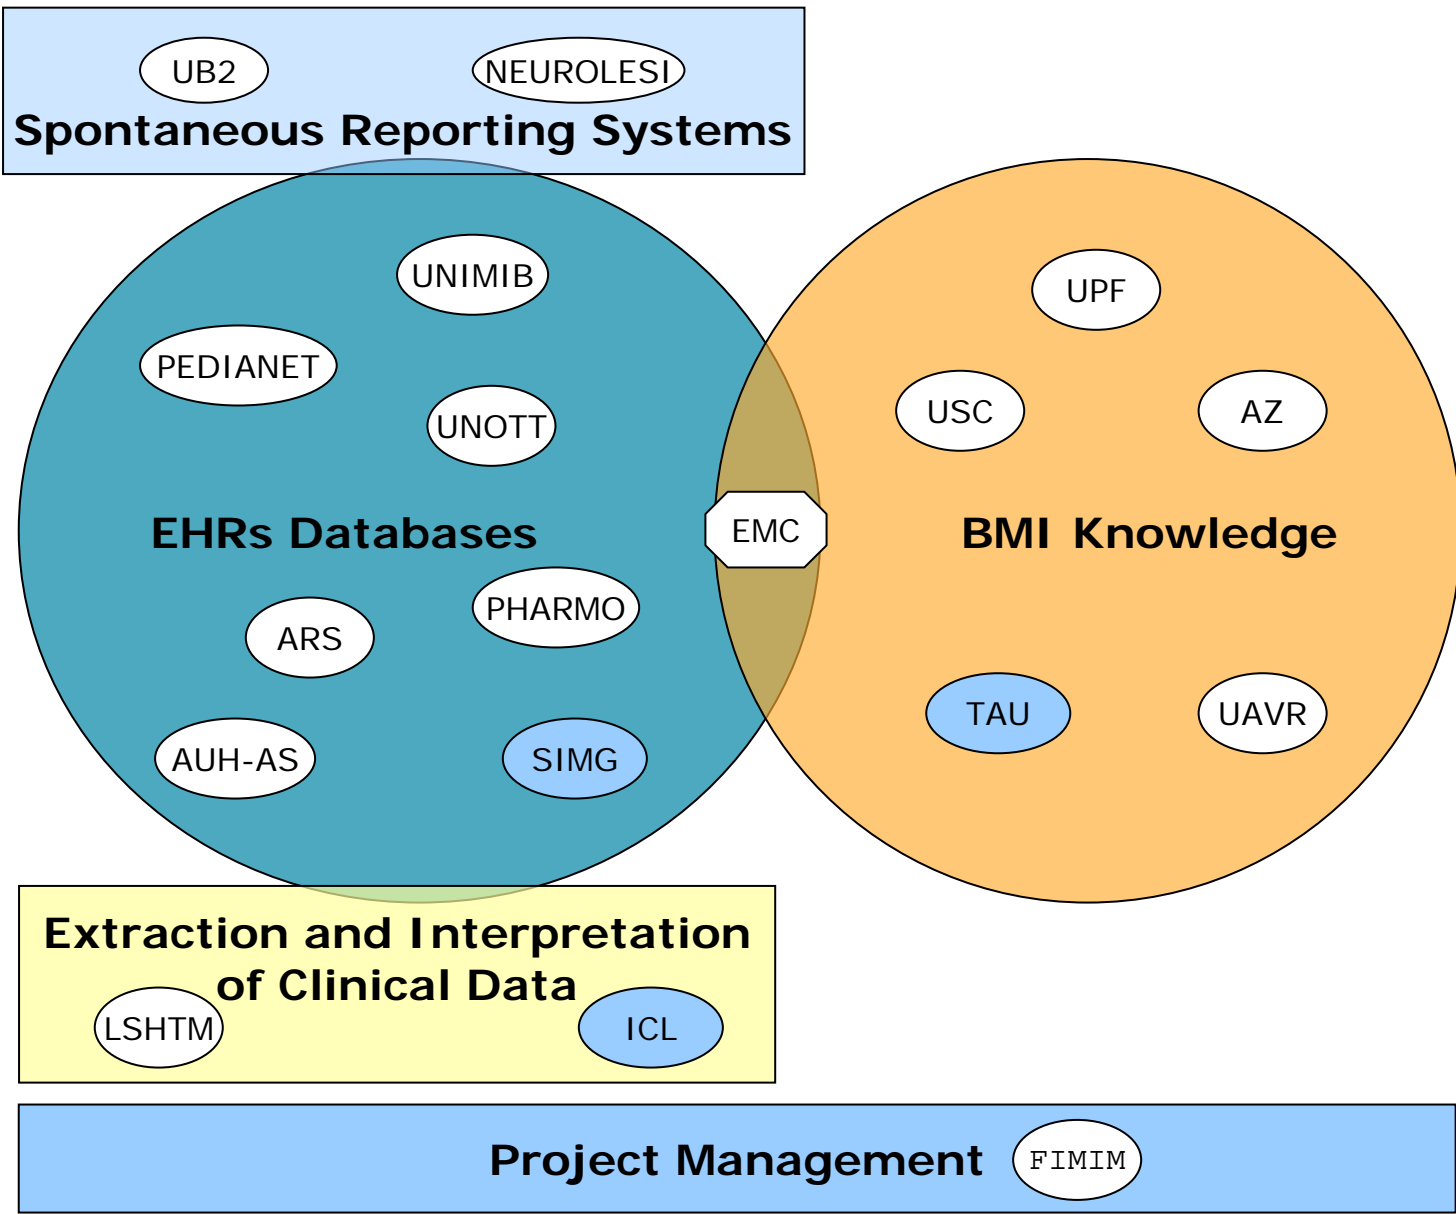 UB2
NEUROLESI
Spontaneous Reporting Systems
UNIMIB
PEDIANET
UNOTT
EHRs Databases
ARS
PHARMO
AUH-AS
SIMG
EMC
UPF
USC
AZ
BMI Knowledge
TAU
UAVR
Extraction and Interpretation
of Clinical Data
LSHTM
ICL
Project Management
FIMIM